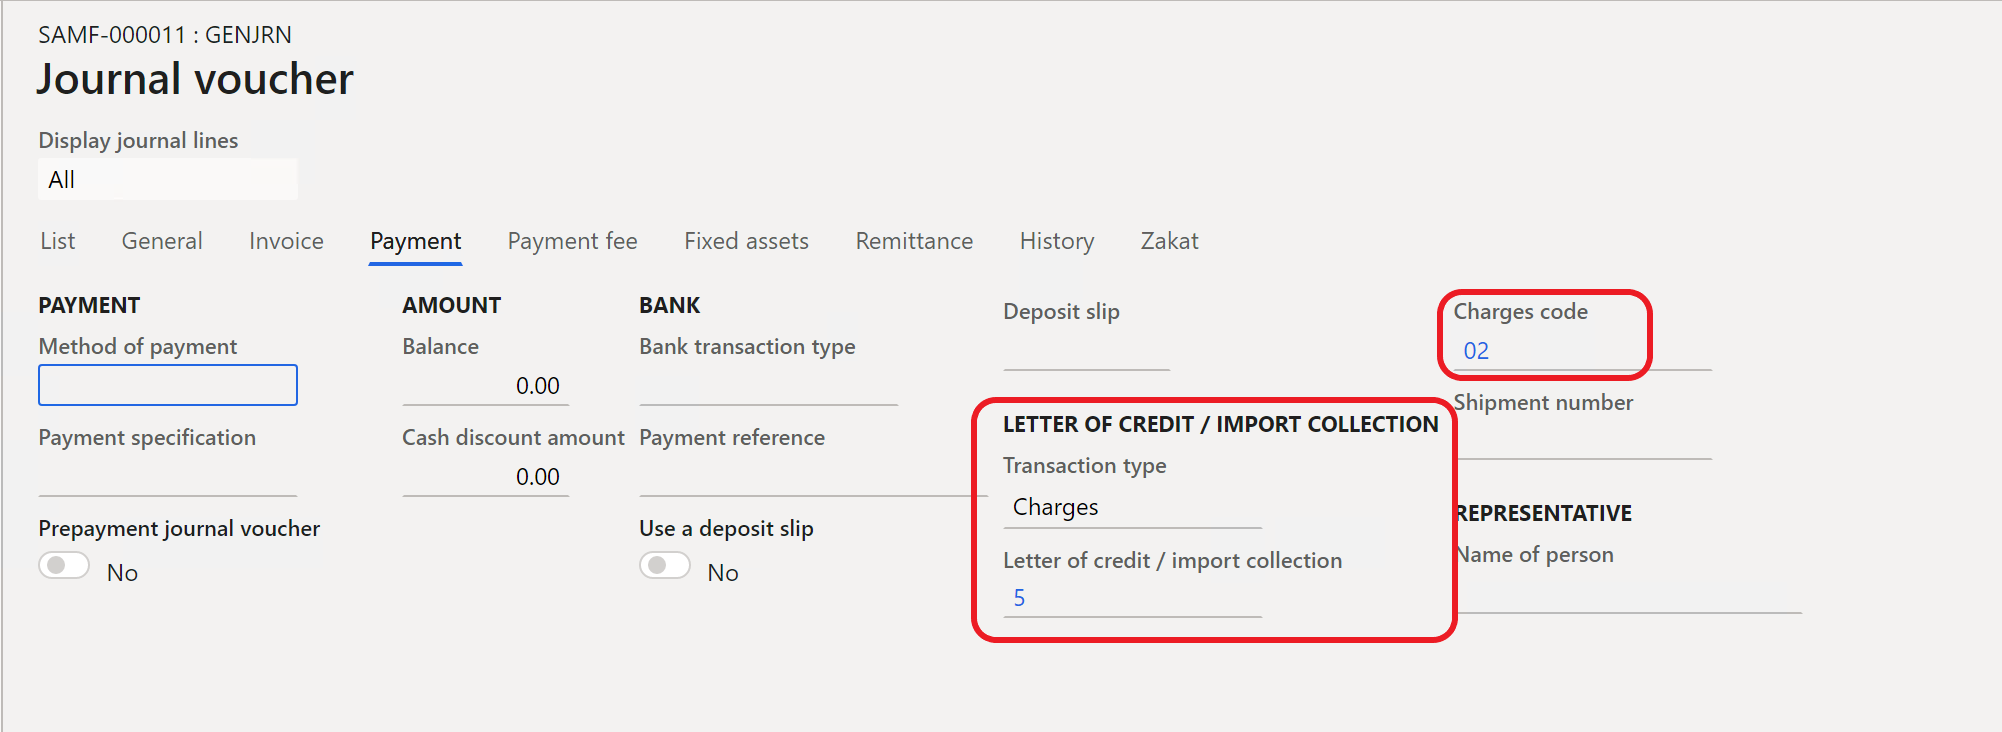 SAMF-000011 : GENJRN
Journal voucher
Display journal lines
All
List General Invoice Payment Payment fee Fixed assets Remittance History Zakat
PAYMENT
Method of payment
Payment specification
Prepayment journal voucher
No
AMOUNT
Balance
0.00
Cash discount amount
0.00
BANK
Bank transaction type
Payment reference
Use a deposit slip
No
Deposit slip
LETTER OF CREDIT / IMPORT COLLECTION
Transaction type
Charges
Letter of credit / import collection
5
Charges code
02
Shipment number
REPRESENTATIVE
Name of person